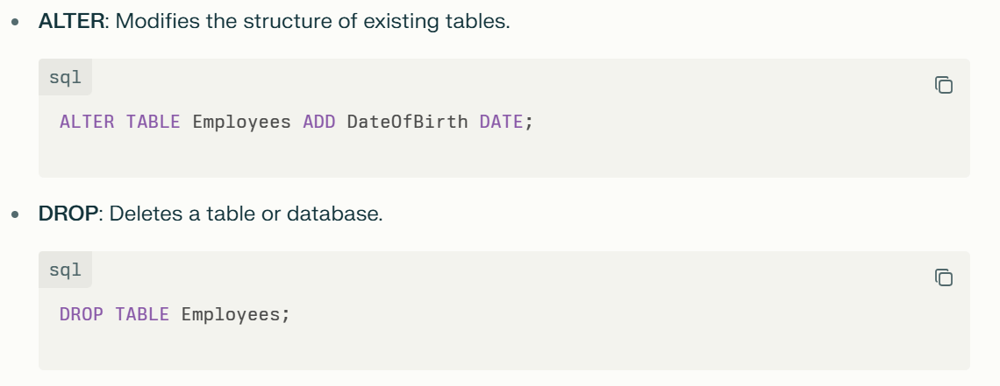 ALTER: Modifies the structure of existing tables.
sql
ALTER TABLE Employees ADD DateOfBirth DATE;
DROP: Deletes a table or database.
sql
DROP TABLE Employees;